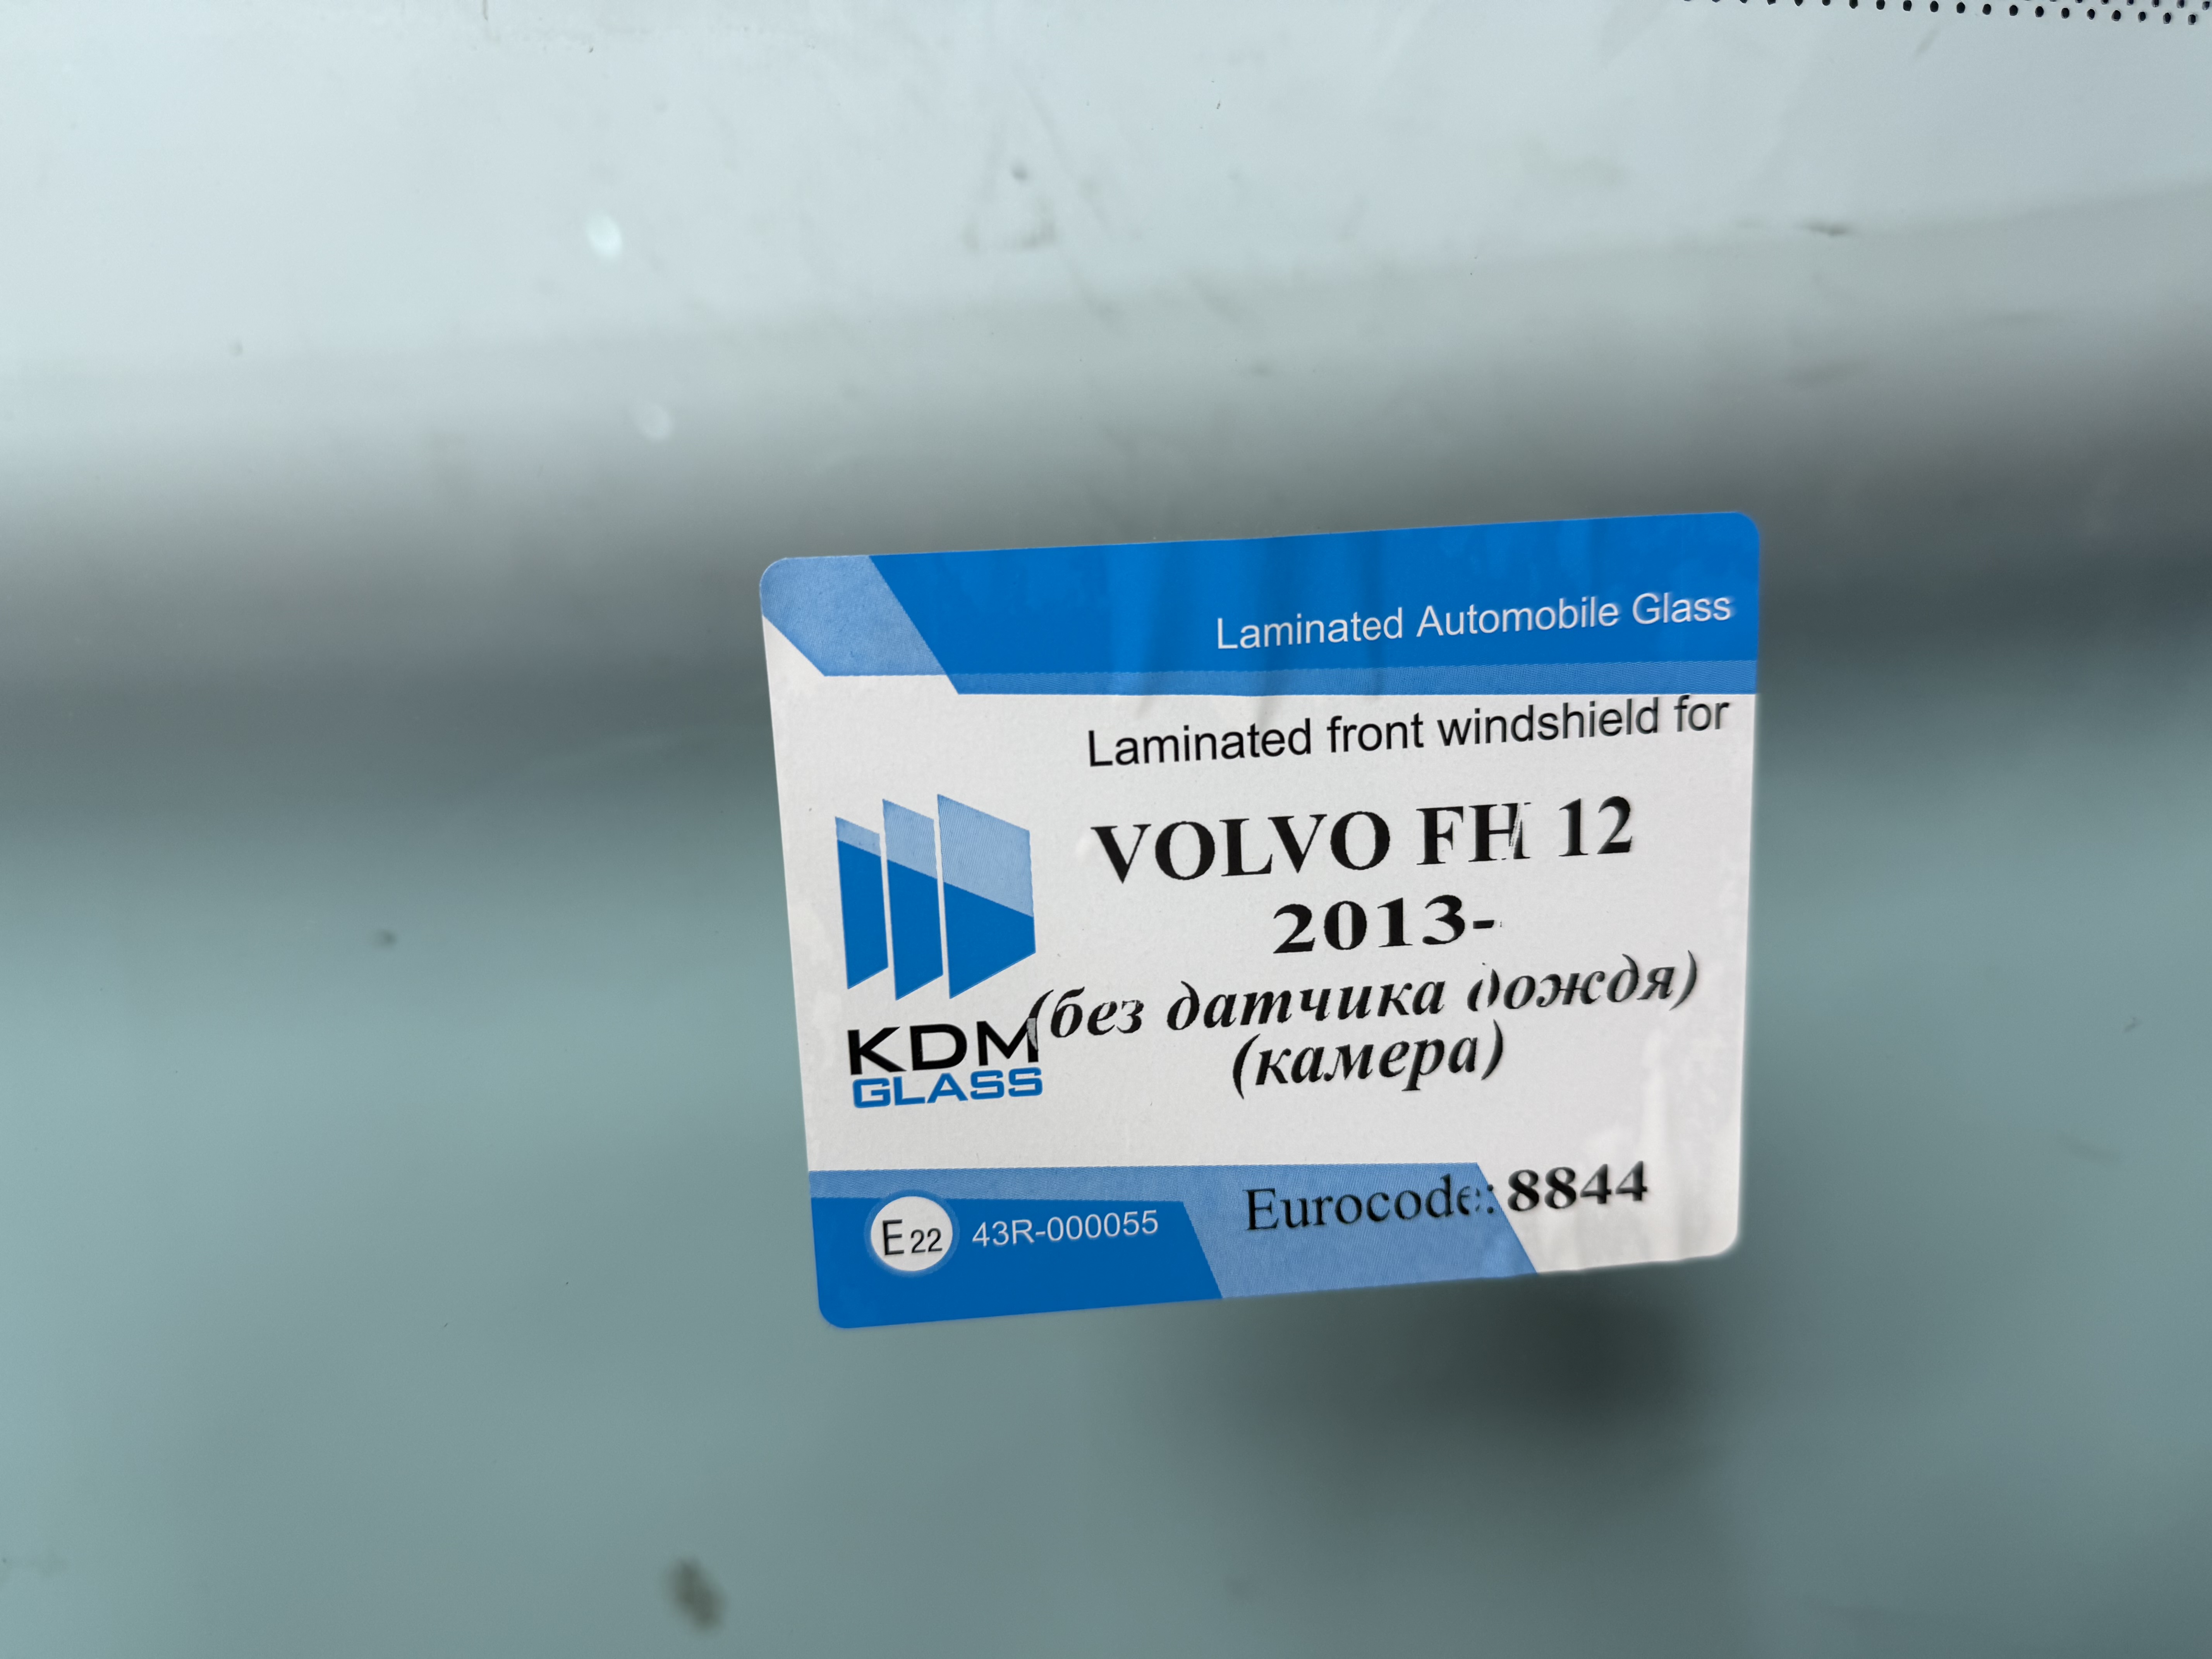 Laminated Automobile Glass
Laminated front windshield for
VOLVO FH 12
2013-
(без датчика дождя)
(камера)
KDM
GLASS
Eurocode: 8844
E 22 43R-000055